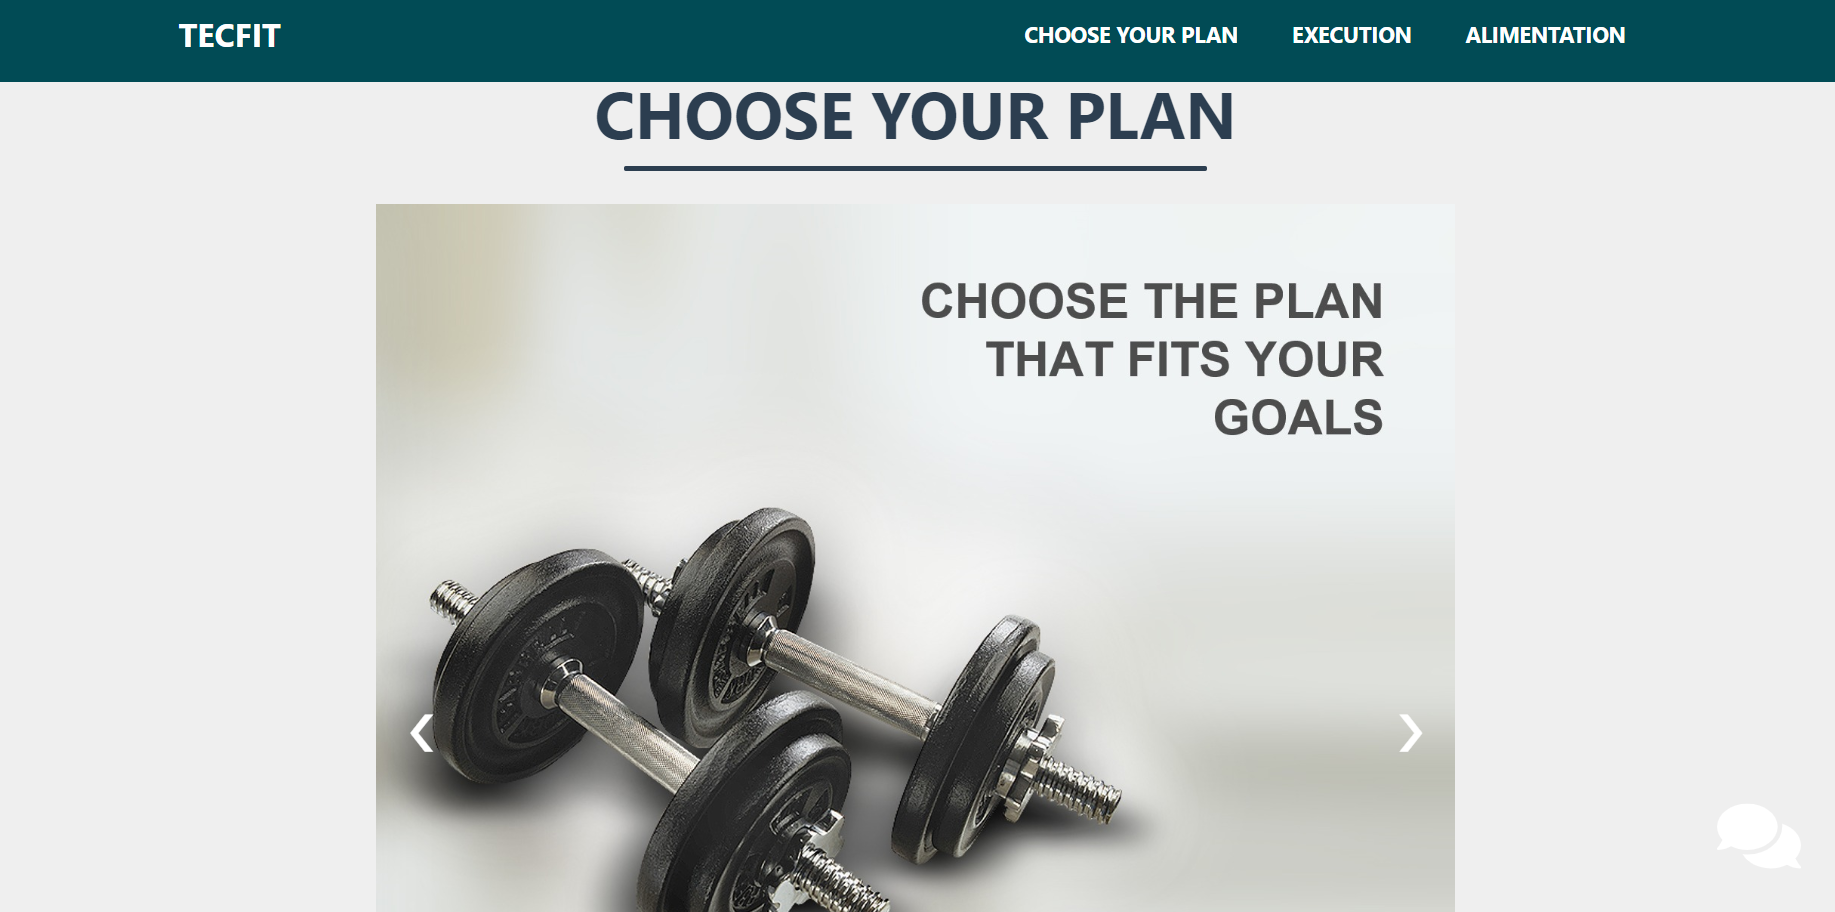 TECFIT
CHOOSE YOUR PLAN
EXECUTION
ALIMENTATION
CHOOSE YOUR PLAN
CHOOSE THE PLAN
THAT FITS YOUR
GOALS